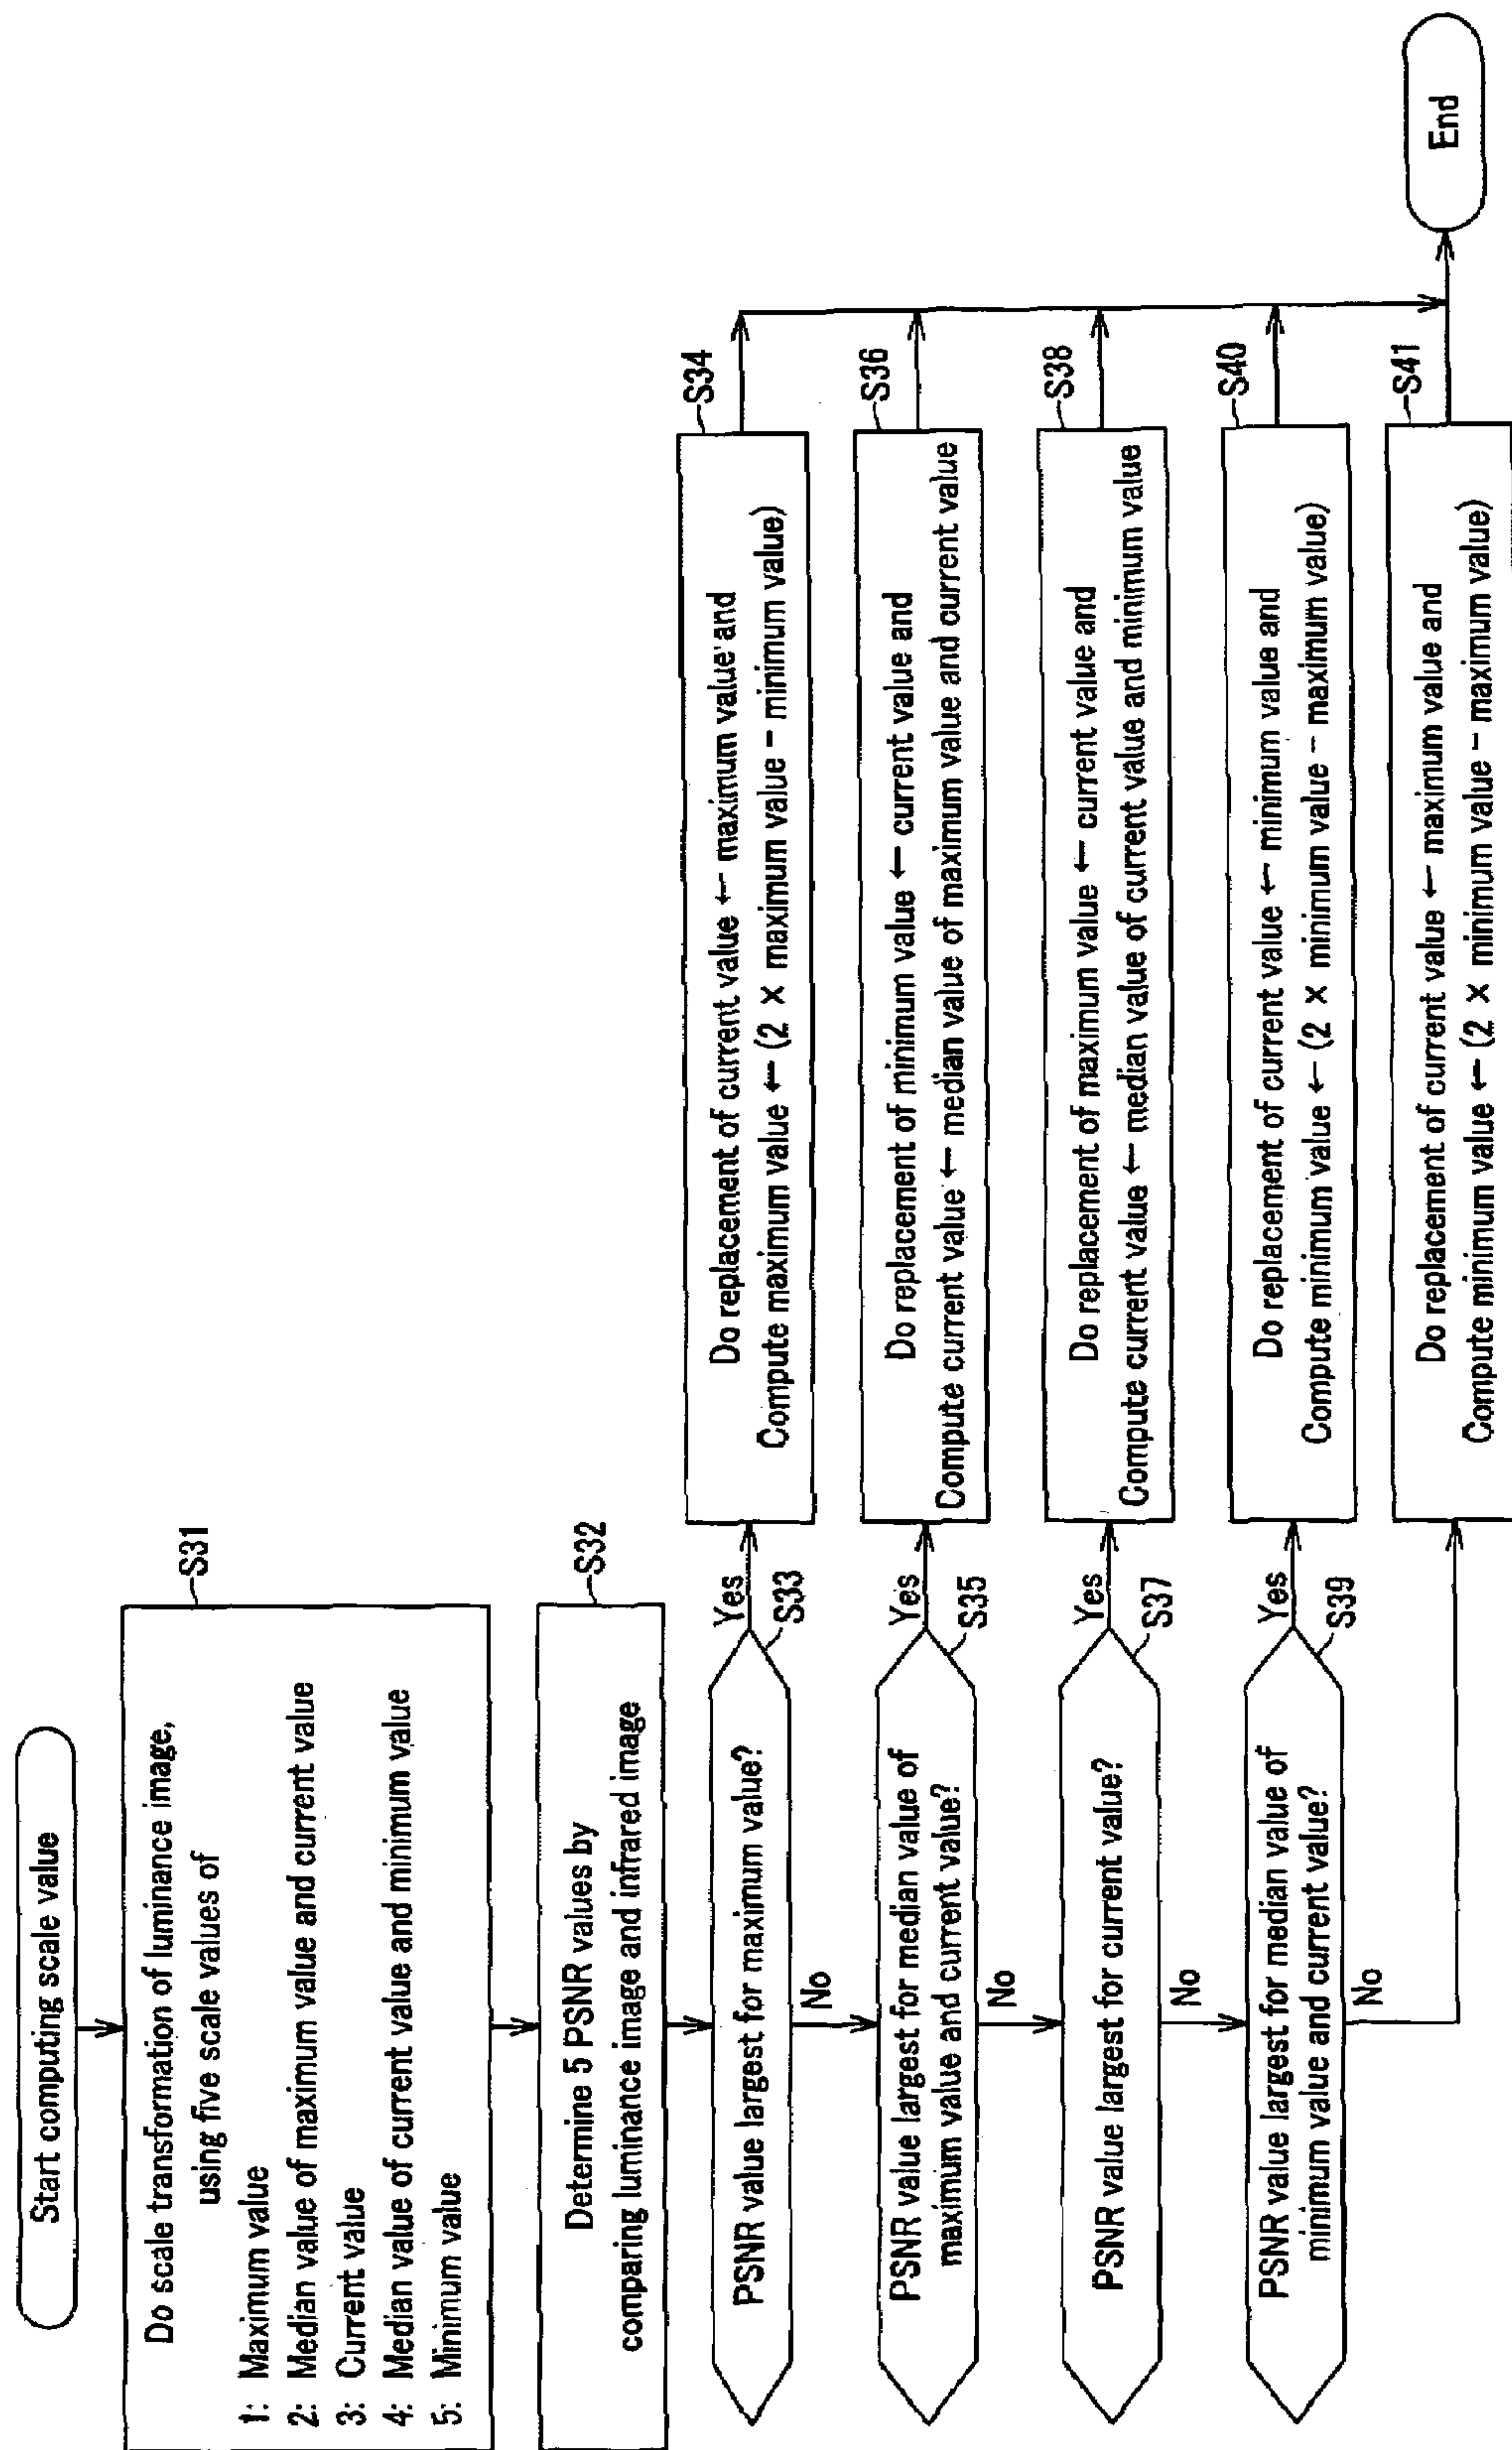 Start computing scale value
S31
Do scale transformation of luminance image,
using five scale values of
1: Maximum value
2: Median value of maximum value and current value
3: Current value
4: Median value of current value and minimum value
5: Minimum value
S32
Determine 5 PSNR values by
comparing luminance image and infrared image
PSNR value largest for maximum value?
S33
Yes
No
S34
Do replacement of current value ← maximum value and
Compute maximum value ← (2 × maximum value − minimum value)
PSNR value largest for median value of
maximum value and current value?
S35
Yes
No
S36
Do replacement of minimum value ← current value and
Compute current value ← median value of maximum value and current value
PSNR value largest for current value?
S37
Yes
No
S38
Do replacement of maximum value ← current value and
Compute current value ← median value of current value and minimum value
PSNR value largest for median value of
minimum value and current value?
S39
Yes
No
S40
Do replacement of current value ← minimum value and
Compute minimum value ← (2 × minimum value − maximum value)
S41
Do replacement of current value ← maximum value and
Compute minimum value ← (2 × minimum value − maximum value)
End